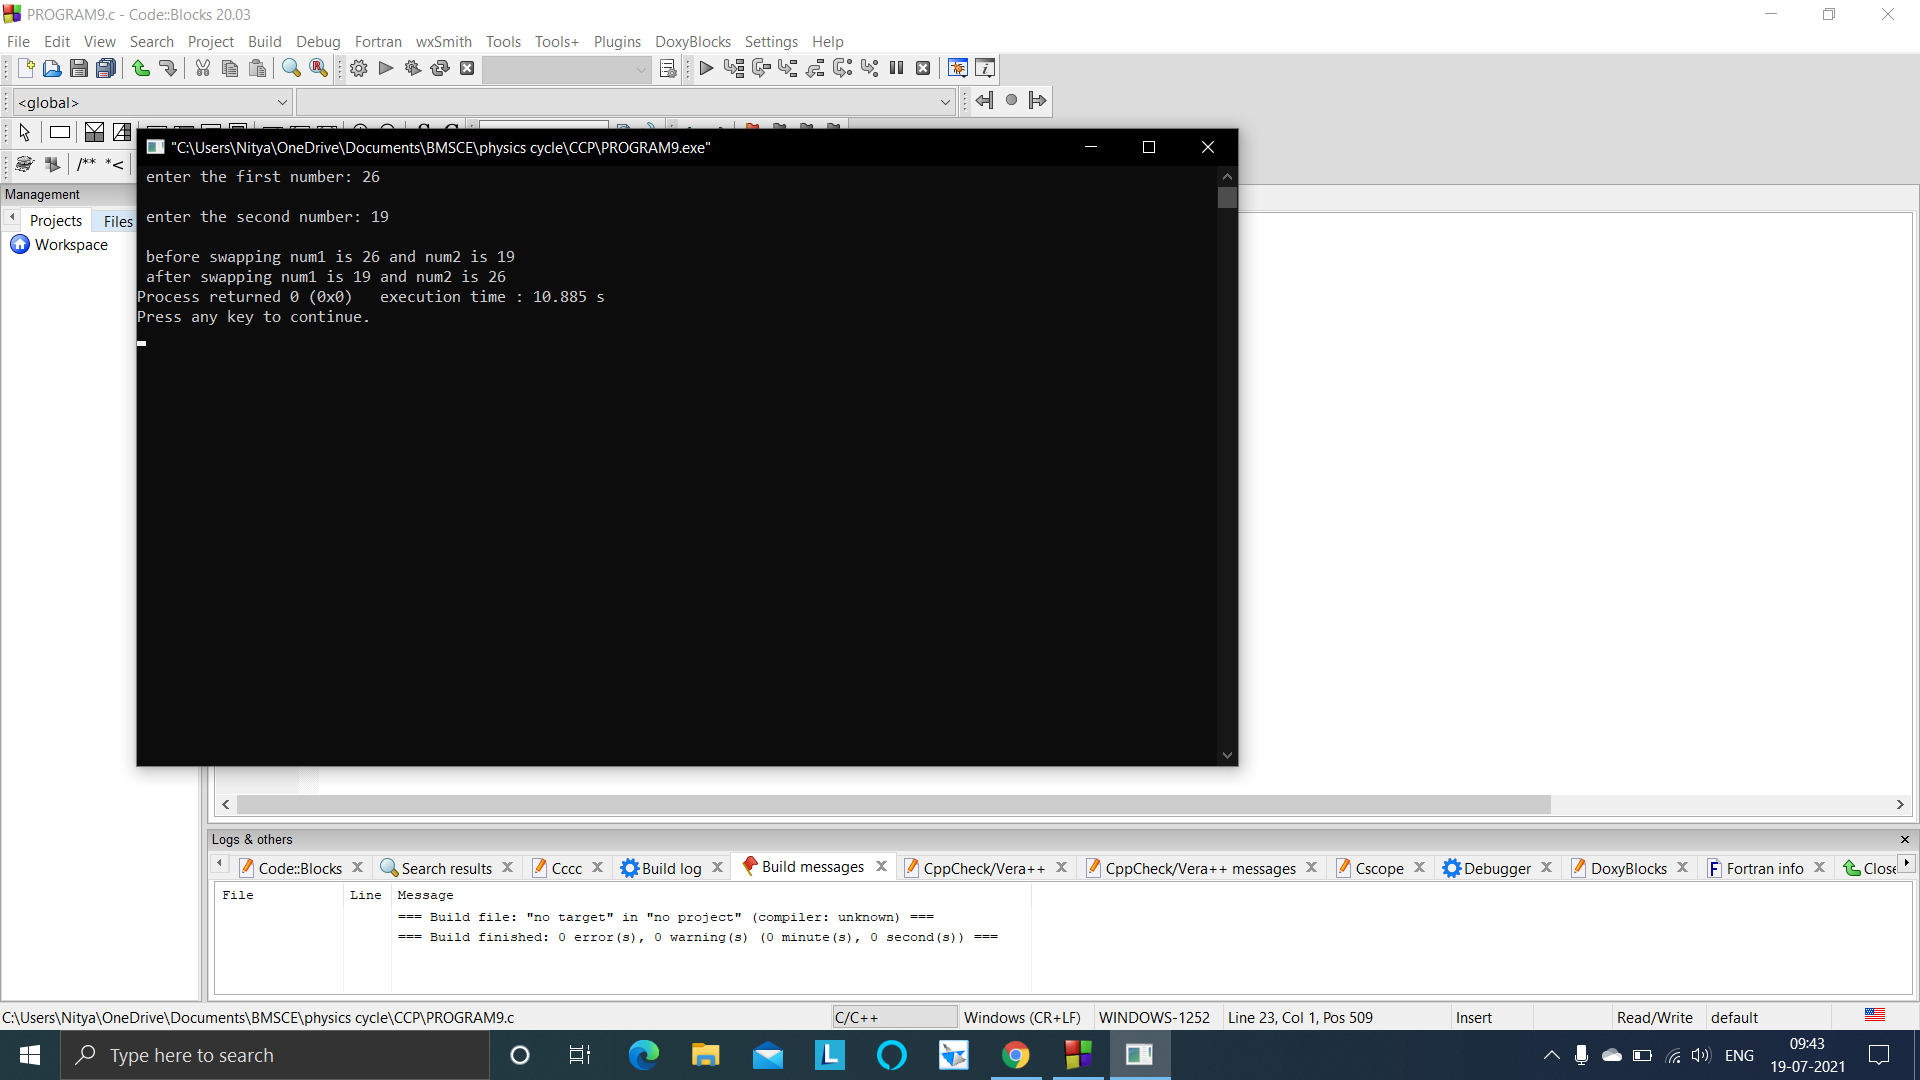 PROGRAM9.c - Code::Blocks 20.03
File Edit View Search Project Build Debug Fortran wxSmith Tools Tools+ Plugins DoxyBlocks Settings Help
<global>
/** *<
"C:\Users\Nitya\OneDrive\Documents\BMSCE\physics cycle\CCP\PROGRAM9.exe"
enter the first number: 26
enter the second number: 19
before swapping num1 is 26 and num2 is 19
after swapping num1 is 19 and num2 is 26
Process returned 0 (0x0)   execution time : 10.885 s
Press any key to continue.
Management
Projects Files
Workspace
Logs & others
Code::Blocks Search results Cccc Build log Build messages CppCheck/Vera++ CppCheck/Vera++ messages Cscope Debugger DoxyBlocks Fortran info Close
File Line Message
=== Build file: "no target" in "no project" (compiler: unknown) ===
=== Build finished: 0 error(s), 0 warning(s) (0 minute(s), 0 second(s)) ===
C:\Users\Nitya\OneDrive\Documents\BMSCE\physics cycle\CCP\PROGRAM9.c C/C++ Windows (CR+LF) WINDOWS-1252 Line 23, Col 1, Pos 509 Insert Read/Write default
Type here to search
L
ENG
09:43
19-07-2021